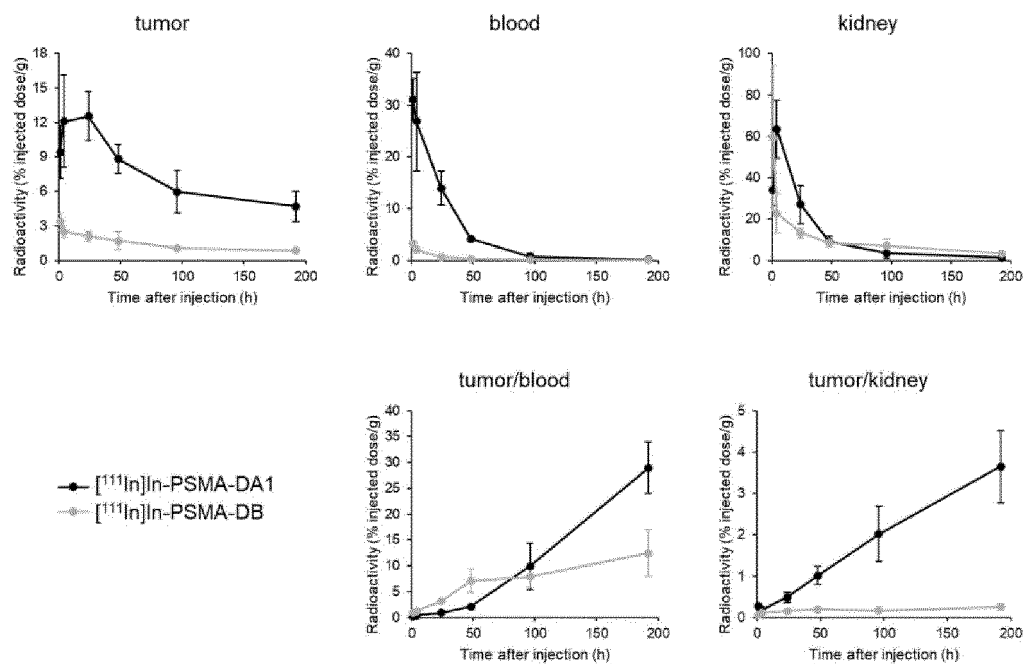 tumor
Radioactivity (% injected dose/g)
18
15
12
9
6
3
0
0 50 100 150 200
Time after injection (h)
blood
Radioactivity (% injected dose/g)
40
30
20
10
0
0 50 100 150 200
Time after injection (h)
kidney
Radioactivity (% injected dose/g)
100
80
60
40
20
0
0 50 100 150 200
Time after injection (h)
[¹¹¹In]In-PSMA-DA1
[¹¹¹In]In-PSMA-DB
tumor/blood
Radioactivity (% injected dose/g)
40
35
30
25
20
15
10
5
0
0 50 100 150 200
Time after injection (h)
tumor/kidney
Radioactivity (% injected dose/g)
5
4
3
2
1
0
0 50 100 150 200
Time after injection (h)